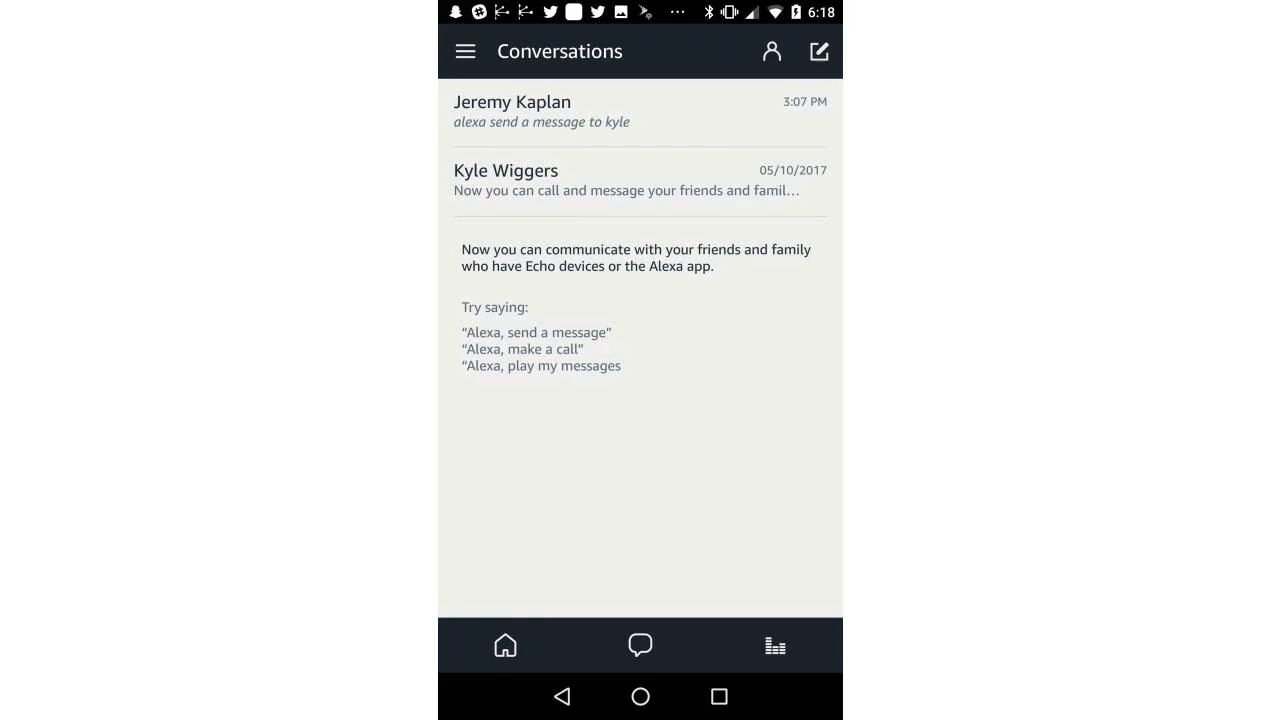 6:18
Conversations
Jeremy Kaplan
3:07 PM
alexa send a message to kyle
Kyle Wiggers
05/10/2017
Now you can call and message your friends and famil…
Now you can communicate with your friends and family
who have Echo devices or the Alexa app.
Try saying:
“Alexa, send a message”
“Alexa, make a call”
“Alexa, play my messages